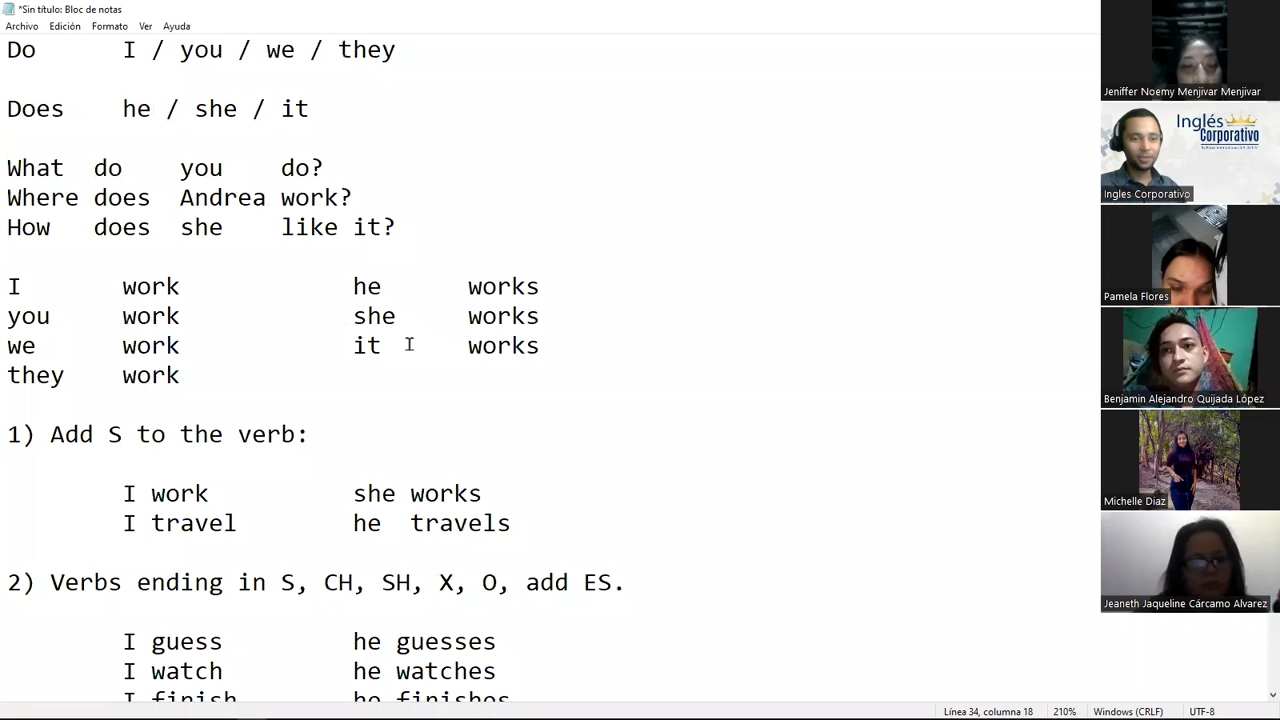 *Sin título: Bloc de notas
Archivo Edición Formato Ver Ayuda
Do I / you / we / they
Does he / she / it
What do you do?
Where does Andrea work?
How does she like it?
I work he works
you work she works
we work it works
they work
1) Add S to the verb:
I work she works
I travel he travels
2) Verbs ending in S, CH, SH, X, O, add ES.
I guess he guesses
I watch he watches
I finish he finishes
Línea 34, columna 18 210% Windows (CRLF) UTF-8
Jeniffer Noemy Menjivar Menjivar
Inglés
Corporativo
Ingles Corporativo
Pamela Flores
Benjamin Alejandro Quijada López
Michelle Diaz
Jeaneth Jaqueline Cárcamo Alvarez